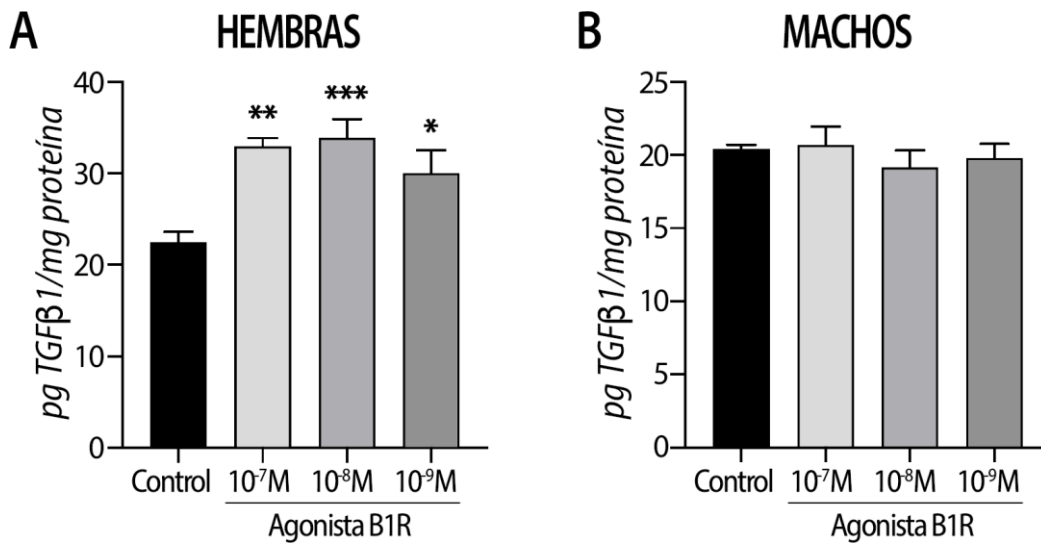 A
HEMBRAS
pg TGFβ1/mg proteína
40
30
20
10
0
**
***
*
Control
10⁻⁷M
10⁻⁸M
10⁻⁹M
Agonista B1R
B
MACHOS
pg TGFβ1/mg proteína
25
20
15
10
5
0
Control
10⁻⁷M
10⁻⁸M
10⁻⁹M
Agonista B1R